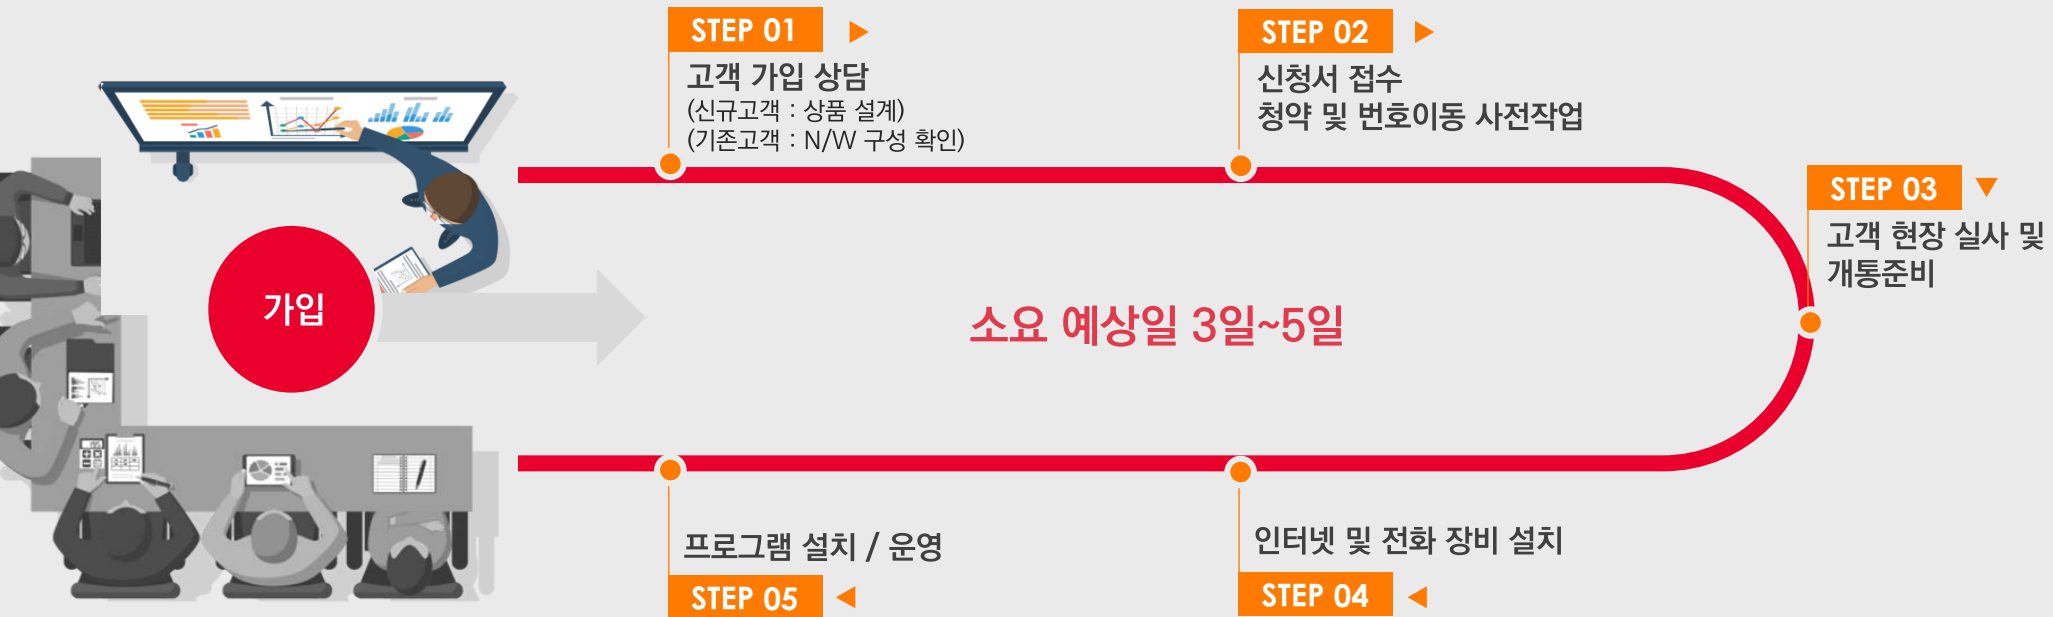 STEP 01
고객 가입 상담
(신규고객 : 상품 설계)
(기존고객 : N/W 구성 확인)
STEP 02
신청서 접수
청약 및 번호이동 사전작업
STEP 03
고객 현장 실사 및
개통준비
가입
소요 예상일 3일~5일
인터넷 및 전화 장비 설치
STEP 04
프로그램 설치 / 운영
STEP 05